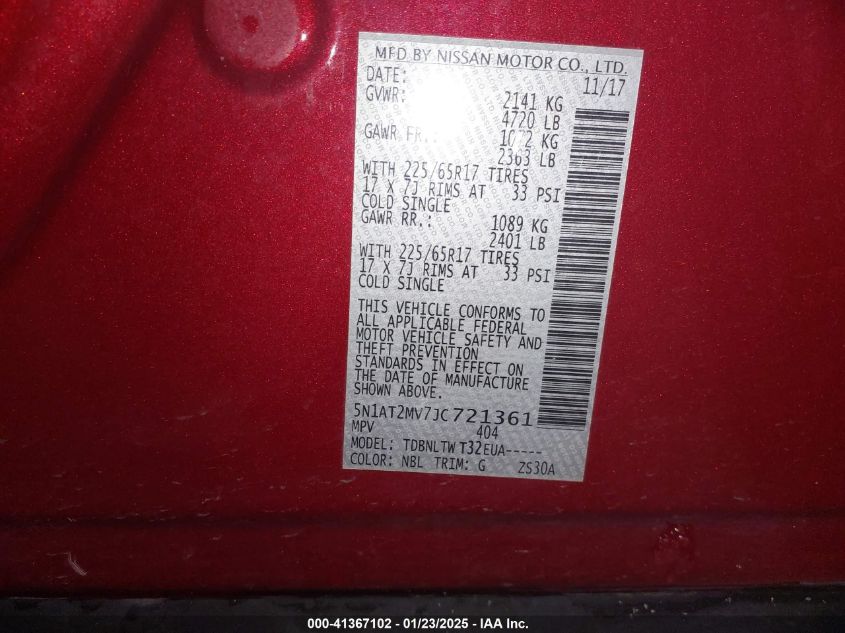 MFD BY NISSAN MOTOR CO., LTD.
DATE: 11/17
GVWR: 2141 KG
4720 LB
GAWR FR.: 1072 KG
2363 LB
WITH 225/65R17 TIRES
17 X 7J RIMS AT 33 PSI
COLD SINGLE
GAWR RR.: 1089 KG
2401 LB
WITH 225/65R17 TIRES
17 X 7J RIMS AT 33 PSI
COLD SINGLE
THIS VEHICLE CONFORMS TO
ALL APPLICABLE FEDERAL
MOTOR VEHICLE SAFETY AND
THEFT PREVENTION
STANDARDS IN EFFECT ON
THE DATE OF MANUFACTURE
SHOWN ABOVE.
5N1AT2MV7JC721361
MPV 404
MODEL: TDBNLTW T32EUA-----
COLOR: NBL TRIM: G ZS30A
000-41367102 - 01/23/2025 - IAA Inc.